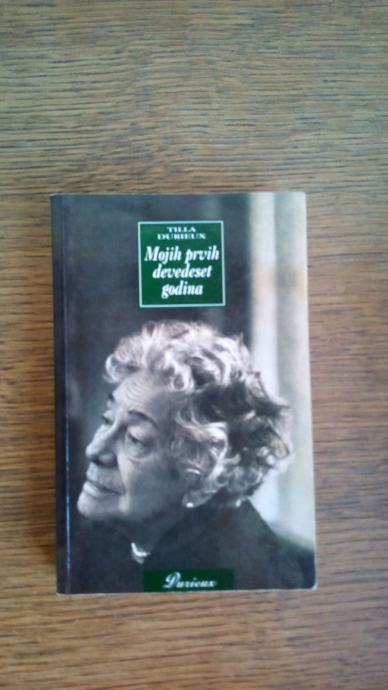 TILLA
DURIEUX
Mojih prvih
devedeset
godina
Durieux